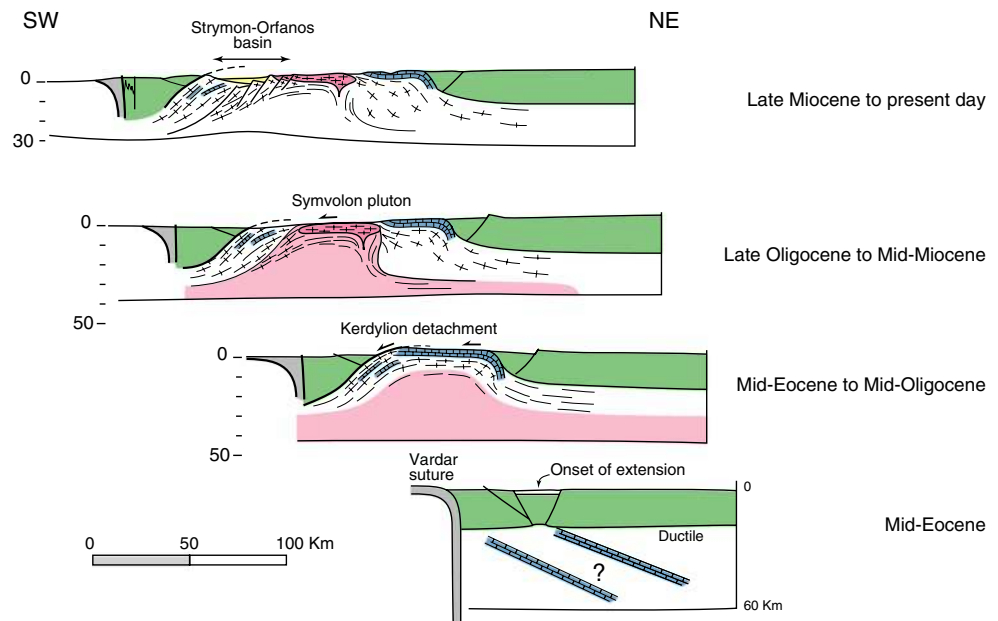 SW
NE
Strymon-Orfanos
basin
0
30
Late Miocene to present day
Symvolon pluton
0
50
Late Oligocene to Mid-Miocene
Kerdylion detachment
0
50
Mid-Eocene to Mid-Oligocene
Vardar
suture
Onset of extension
0
Ductile
?
60 Km
Mid-Eocene
0 50 100 Km